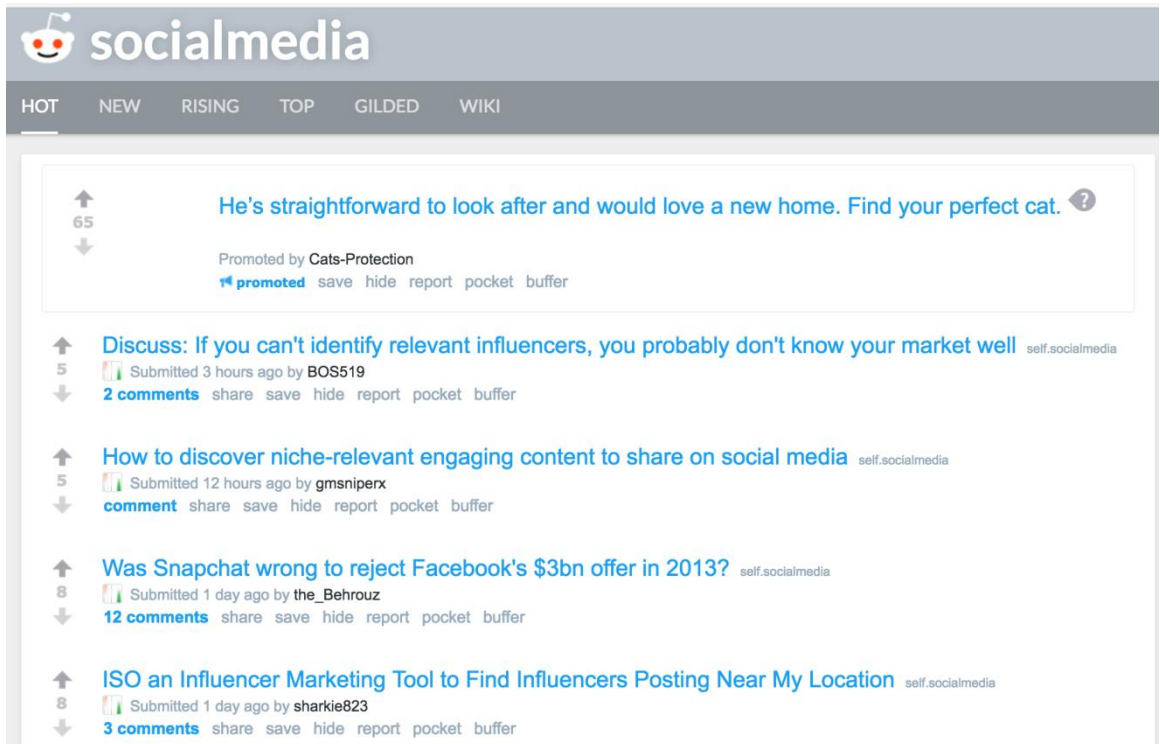 socialmedia
HOT NEW RISING TOP GILDED WIKI
65
He's straightforward to look after and would love a new home. Find your perfect cat. ?
Promoted by Cats-Protection
promoted save hide report pocket buffer
Discuss: If you can't identify relevant influencers, you probably don't know your market well self.socialmedia
5 Submitted 3 hours ago by BOS519
2 comments share save hide report pocket buffer
How to discover niche-relevant engaging content to share on social media self.socialmedia
5 Submitted 12 hours ago by gmsniperx
comment share save hide report pocket buffer
Was Snapchat wrong to reject Facebook's $3bn offer in 2013? self.socialmedia
8 Submitted 1 day ago by the_Behrouz
12 comments share save hide report pocket buffer
ISO an Influencer Marketing Tool to Find Influencers Posting Near My Location self.socialmedia
8 Submitted 1 day ago by sharkie823
3 comments share save hide report pocket buffer